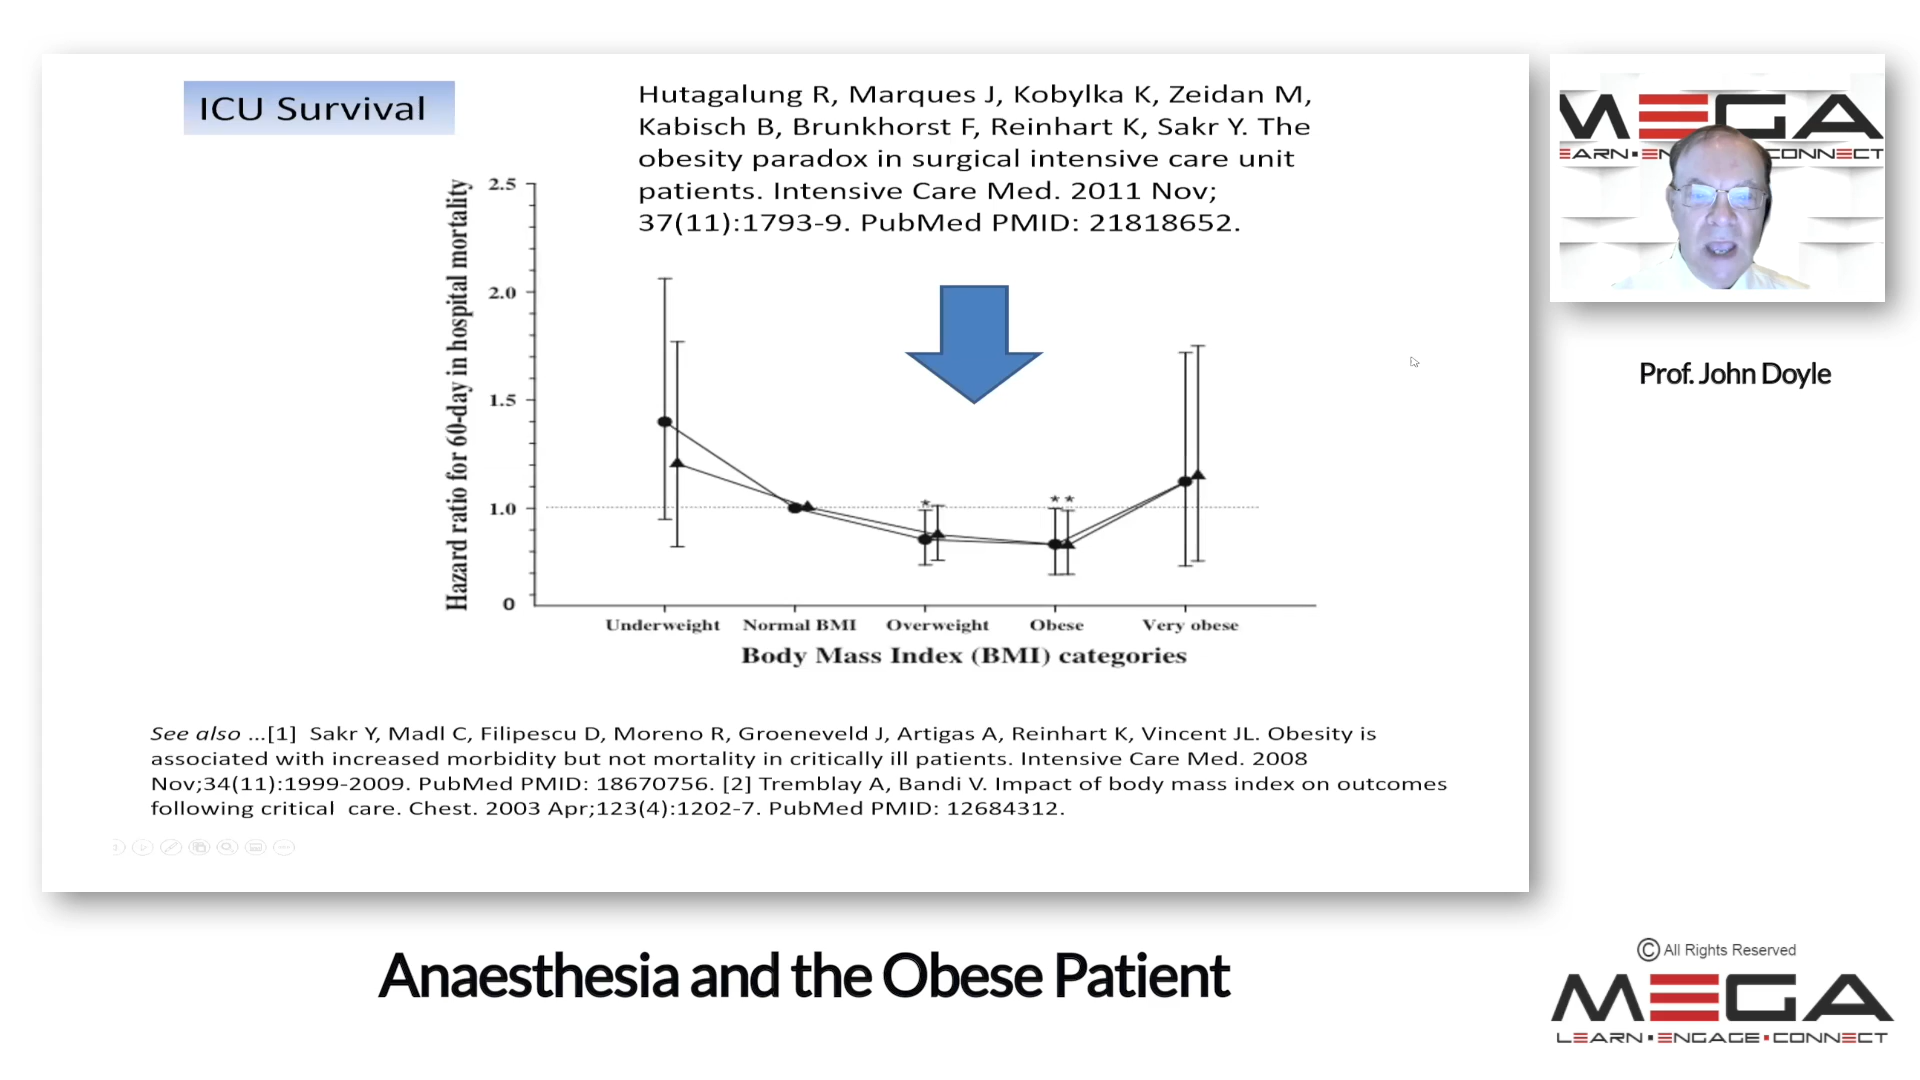 ICU Survival
Hutagalung R, Marques J, Kobylka K, Zeidan M,
Kabisch B, Brunkhorst F, Reinhart K, Sakr Y. The
obesity paradox in surgical intensive care unit
patients. Intensive Care Med. 2011 Nov;
37(11):1793-9. PubMed PMID: 21818652.
Hazard ratio for 60-day in hospital mortality
2.5
2.0
1.5
1.0
0
*
* *
Underweight Normal BMI Overweight Obese Very obese
Body Mass Index (BMI) categories
See also ...[1] Sakr Y, Madl C, Filipescu D, Moreno R, Groeneveld J, Artigas A, Reinhart K, Vincent JL. Obesity is
associated with increased morbidity but not mortality in critically ill patients. Intensive Care Med. 2008
Nov;34(11):1999-2009. PubMed PMID: 18670756. [2] Tremblay A, Bandi V. Impact of body mass index on outcomes
following critical care. Chest. 2003 Apr;123(4):1202-7. PubMed PMID: 12684312.
MEGA
CONNECT
Prof. John Doyle
Anaesthesia and the Obese Patient
© All Rights Reserved
MEGA
LEARN▪ENGAGE▪CONNECT